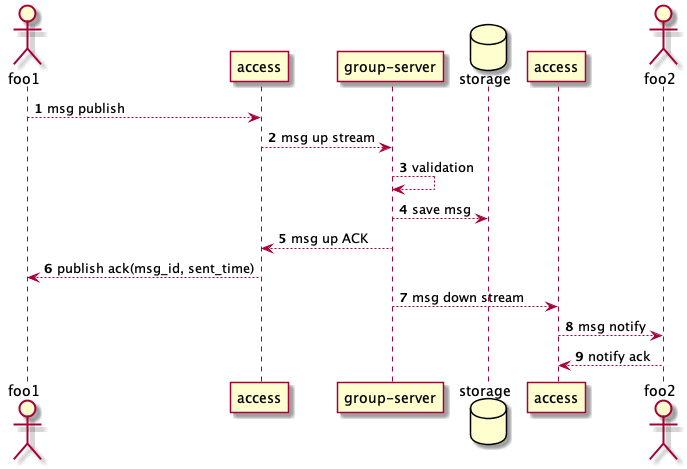 foo1
access
group-server
storage
access
foo2
1 msg publish
2 msg up stream
3 validation
4 save msg
5 msg up ACK
6 publish ack(msg_id, sent_time)
7 msg down stream
8 msg notify
9 notify ack
foo1
access
group-server
storage
access
foo2